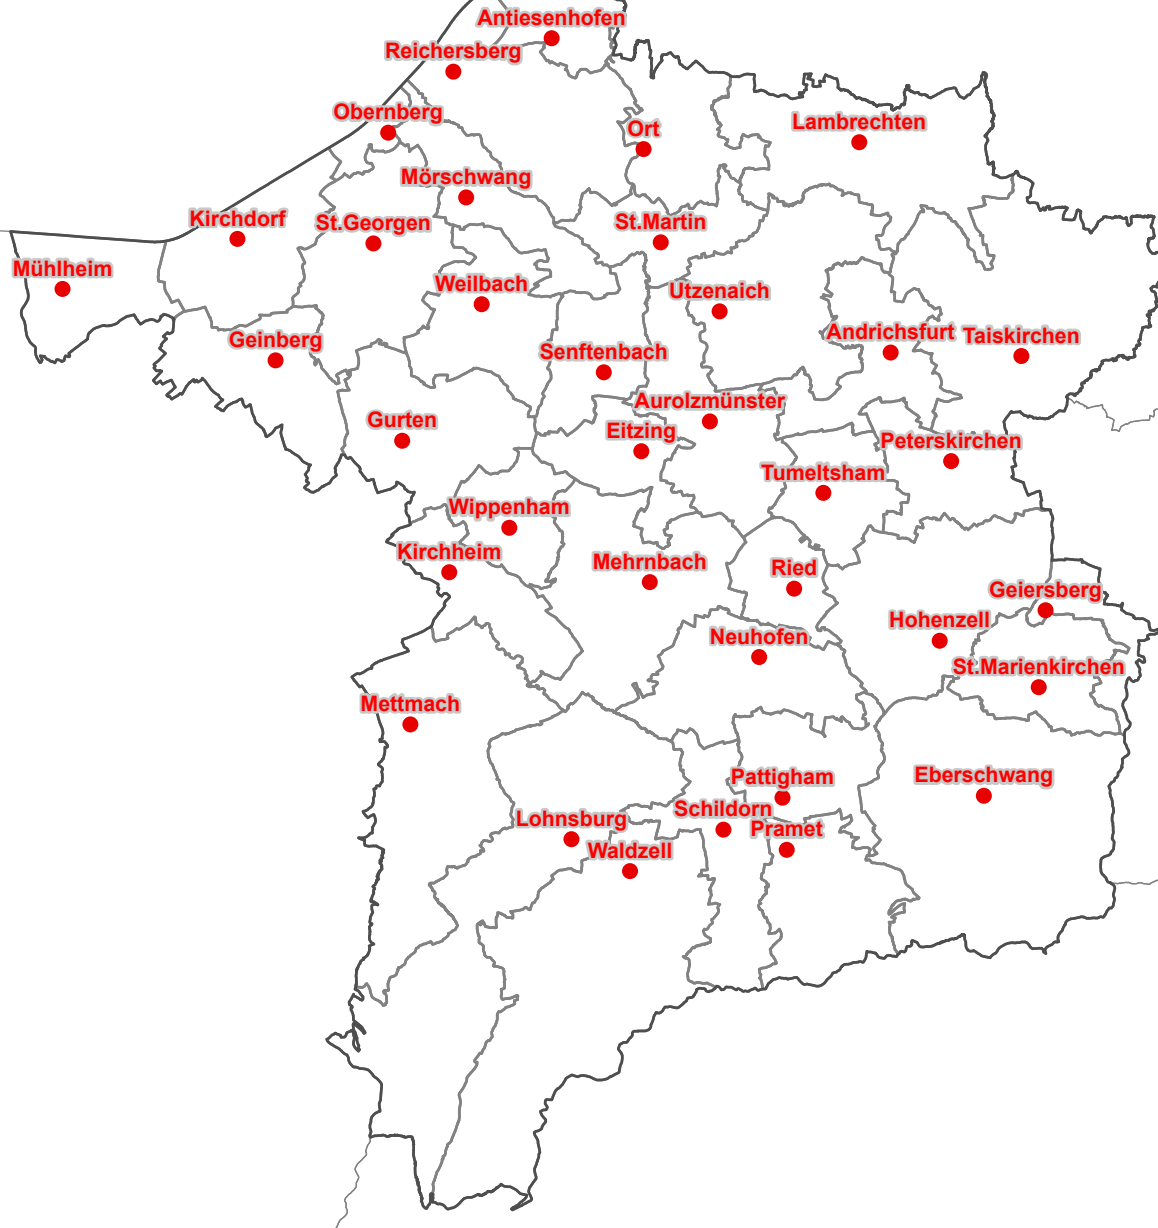 Antiesenhofen
Reichersberg
Obernberg
Ort
Lambrechten
Mörschwang
Kirchdorf
St.Georgen
St.Martin
Mühlheim
Weilbach
Utzenaich
Geinberg
Andrichsfurt
Taiskirchen
Senftenbach
Aurolzmünster
Gurten
Eitzing
Peterskirchen
Tumeltsham
Wippenham
Kirchheim
Mehrnbach
Ried
Geiersberg
Hohenzell
Neuhofen
St.Marienkirchen
Mettmach
Pattigham
Eberschwang
Schildorn
Lohnsburg
Pramet
Waldzell